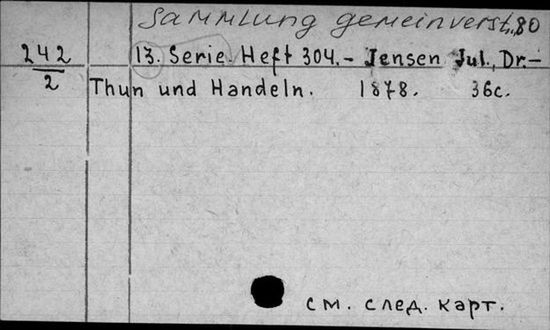 Sammlung gemeinverst. 80
242
2
13. Serie. Heft 304.- Jensen Jul., Dr.-
Thun und Handeln. 1878. 36с.
см. след. карт.